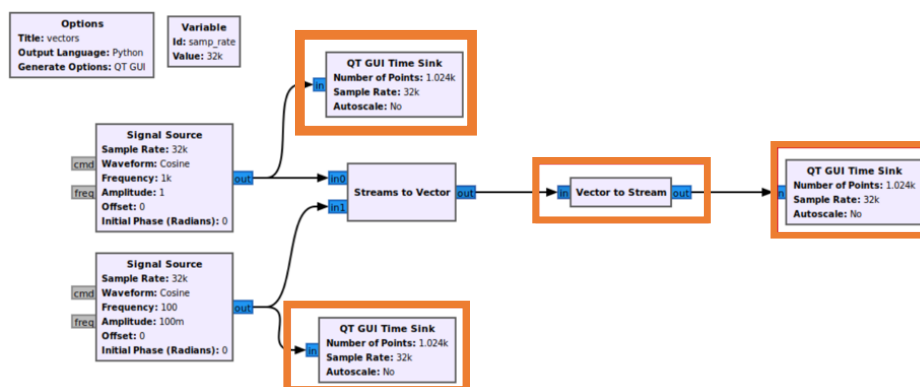 Options
Title: vectors
Output Language: Python
Generate Options: QT GUI
Variable
Id: samp_rate
Value: 32k
QT GUI Time Sink
Number of Points: 1.024k
Sample Rate: 32k
Autoscale: No
in
Signal Source
Sample Rate: 32k
Waveform: Cosine
Frequency: 1k
Amplitude: 1
Offset: 0
Initial Phase (Radians): 0
cmd
freq
out
in0
in1
Streams to Vector
out
in
Vector to Stream
out
in
QT GUI Time Sink
Number of Points: 1.024k
Sample Rate: 32k
Autoscale: No
Signal Source
Sample Rate: 32k
Waveform: Cosine
Frequency: 100
Amplitude: 100m
Offset: 0
Initial Phase (Radians): 0
cmd
freq
out
in
QT GUI Time Sink
Number of Points: 1.024k
Sample Rate: 32k
Autoscale: No